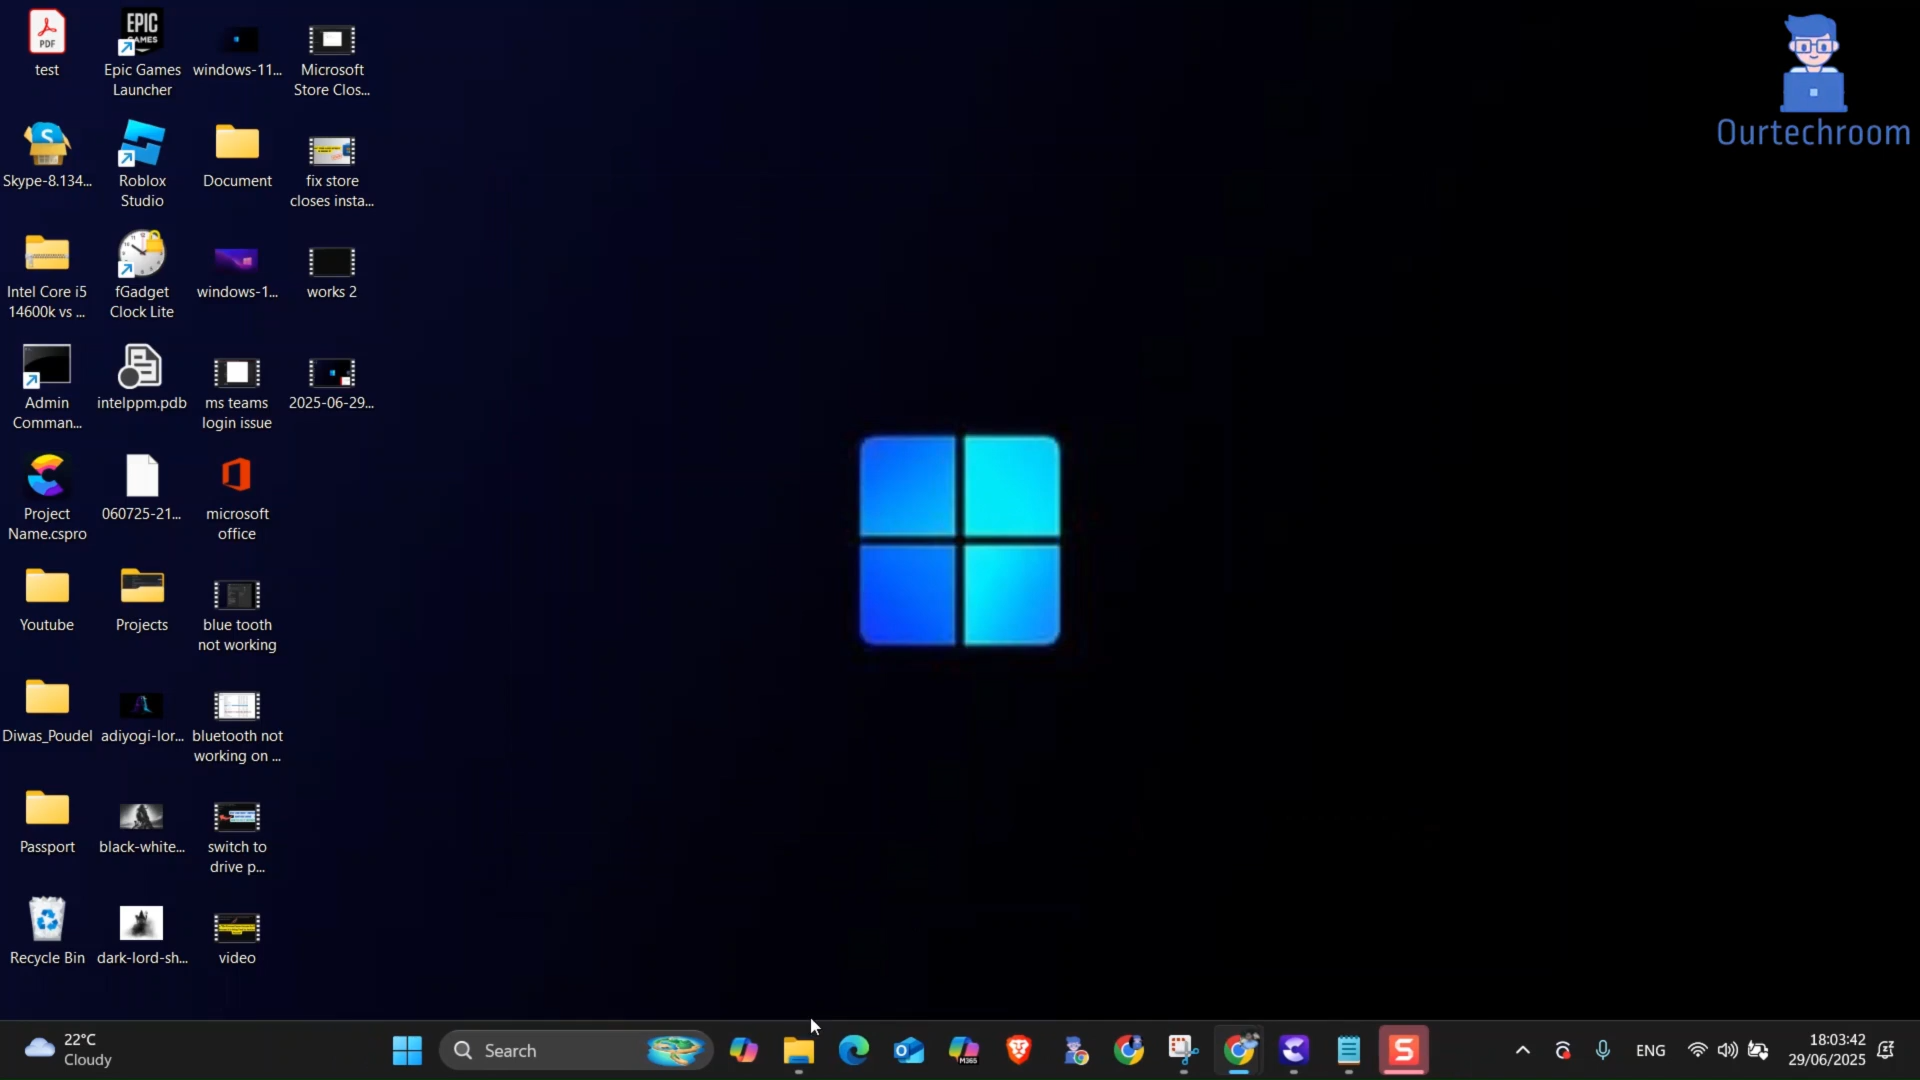 PDF
test
EPIC
GAMES
Epic Games
Launcher
windows-11...
Microsoft
Store Clos...
Ourtechroom
S
Skype-8.134...
Roblox
Studio
Document
fix store
closes insta...
Intel Core i5
14600k vs ...
fGadget
Clock Lite
windows-1...
works 2
Admin
Comman...
intelppm.pdb
ms teams
login issue
2025-06-29...
Project
Name.cspro
060725-21...
microsoft
office
Youtube
Projects
blue tooth
not working
Diwas_Poudel
adiyogi-lor...
bluetooth not
working on ...
Passport
black-white...
switch to
drive p...
Recycle Bin
dark-lord-sh...
video
22°C
Cloudy
Search
M365
S
ENG
18:03:42
29/06/2025